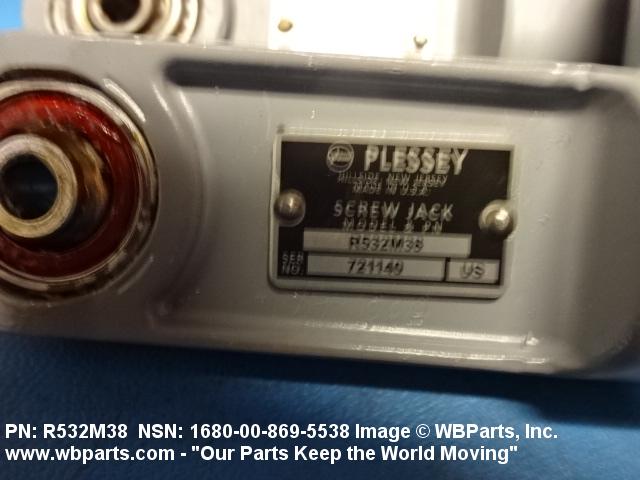 PLESSEY
HILLSIDE, NEW JERSEY
MADE IN U.S.A.
SCREW JACK
MODEL & PN
R532M38
SER NO. 721140 US
PN: R532M38 NSN: 1680-00-869-5538 Image © WBParts, Inc.
www.wbparts.com - "Our Parts Keep the World Moving"